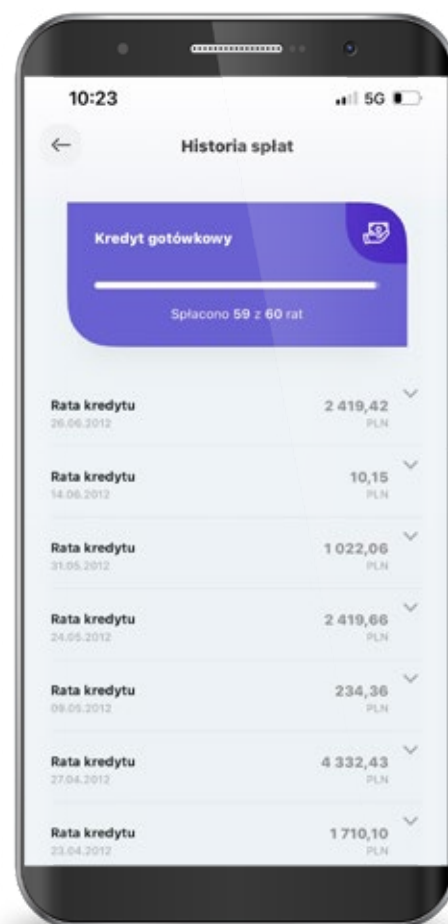 10:23
5G
Historia spłat
Kredyt gotówkowy
Spłacono 59 z 60 rat
Rata kredytu 2 419,42
26.06.2012 PLN
Rata kredytu 10,15
14.06.2012 PLN
Rata kredytu 1 022,06
31.05.2012 PLN
Rata kredytu 2 419,66
24.05.2012 PLN
Rata kredytu 234,36
09.05.2012 PLN
Rata kredytu 4 332,43
27.04.2012 PLN
Rata kredytu 1 710,10
23.04.2012 PLN